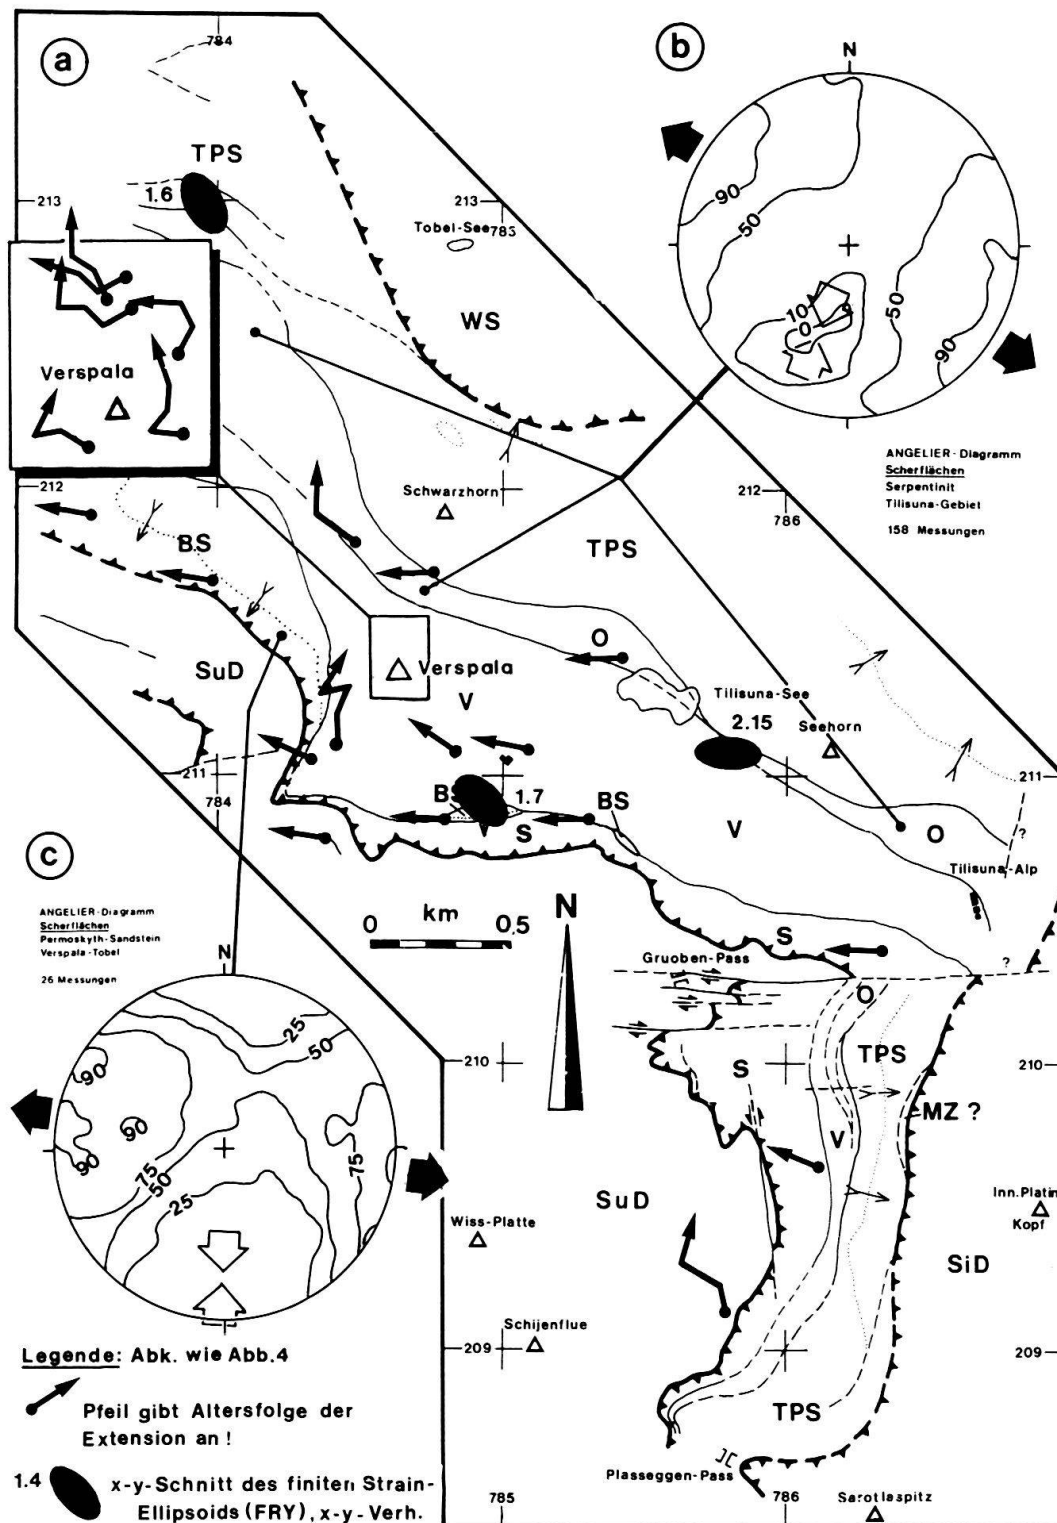 a
784
TPS
1.6
213
Tobel-See
213
785
WS
Verspala
212
Schwarzhorn
BS
TPS
212
786
O
SuD
Verspala
V
Tilisuna-See
2.15
Seehorn
211
784
211
BS
1.7
S
BS
V
O
?
Tilisuna-Alp
b
N
90
50
10
0
50
90
ANGELIER-Diagramm
Scherflächen
Serpentinit
Tilisuna-Gebiet
158 Messungen
c
ANGELIER-Diagramm
Scherflächen
Permoskyth-Sandstein
Verspala-Tobel
26 Messungen
N
25
50
90
90
90
75
50
25
75
0 km 0,5
N
S
Gruoben-Pass
?
O
210
S
TPS
210
MZ ?
V
SuD
Inn.Platin
Kopf
Wiss-Platte
SiD
Schijenflue
209
209
TPS
Plasseggen-Pass
785
786
Sarotlaspitz
Legende: Abk. wie Abb.4
Pfeil gibt Altersfolge der
Extension an !
1.4 x-y-Schnitt des finiten Strain-
Ellipsoids (FRY), x-y- Verh.